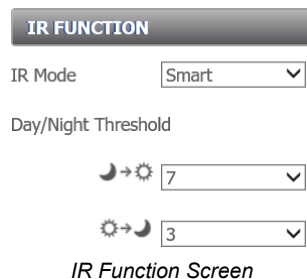 IR FUNCTION
IR Mode Smart
Day/Night Threshold
7
3
IR Function Screen